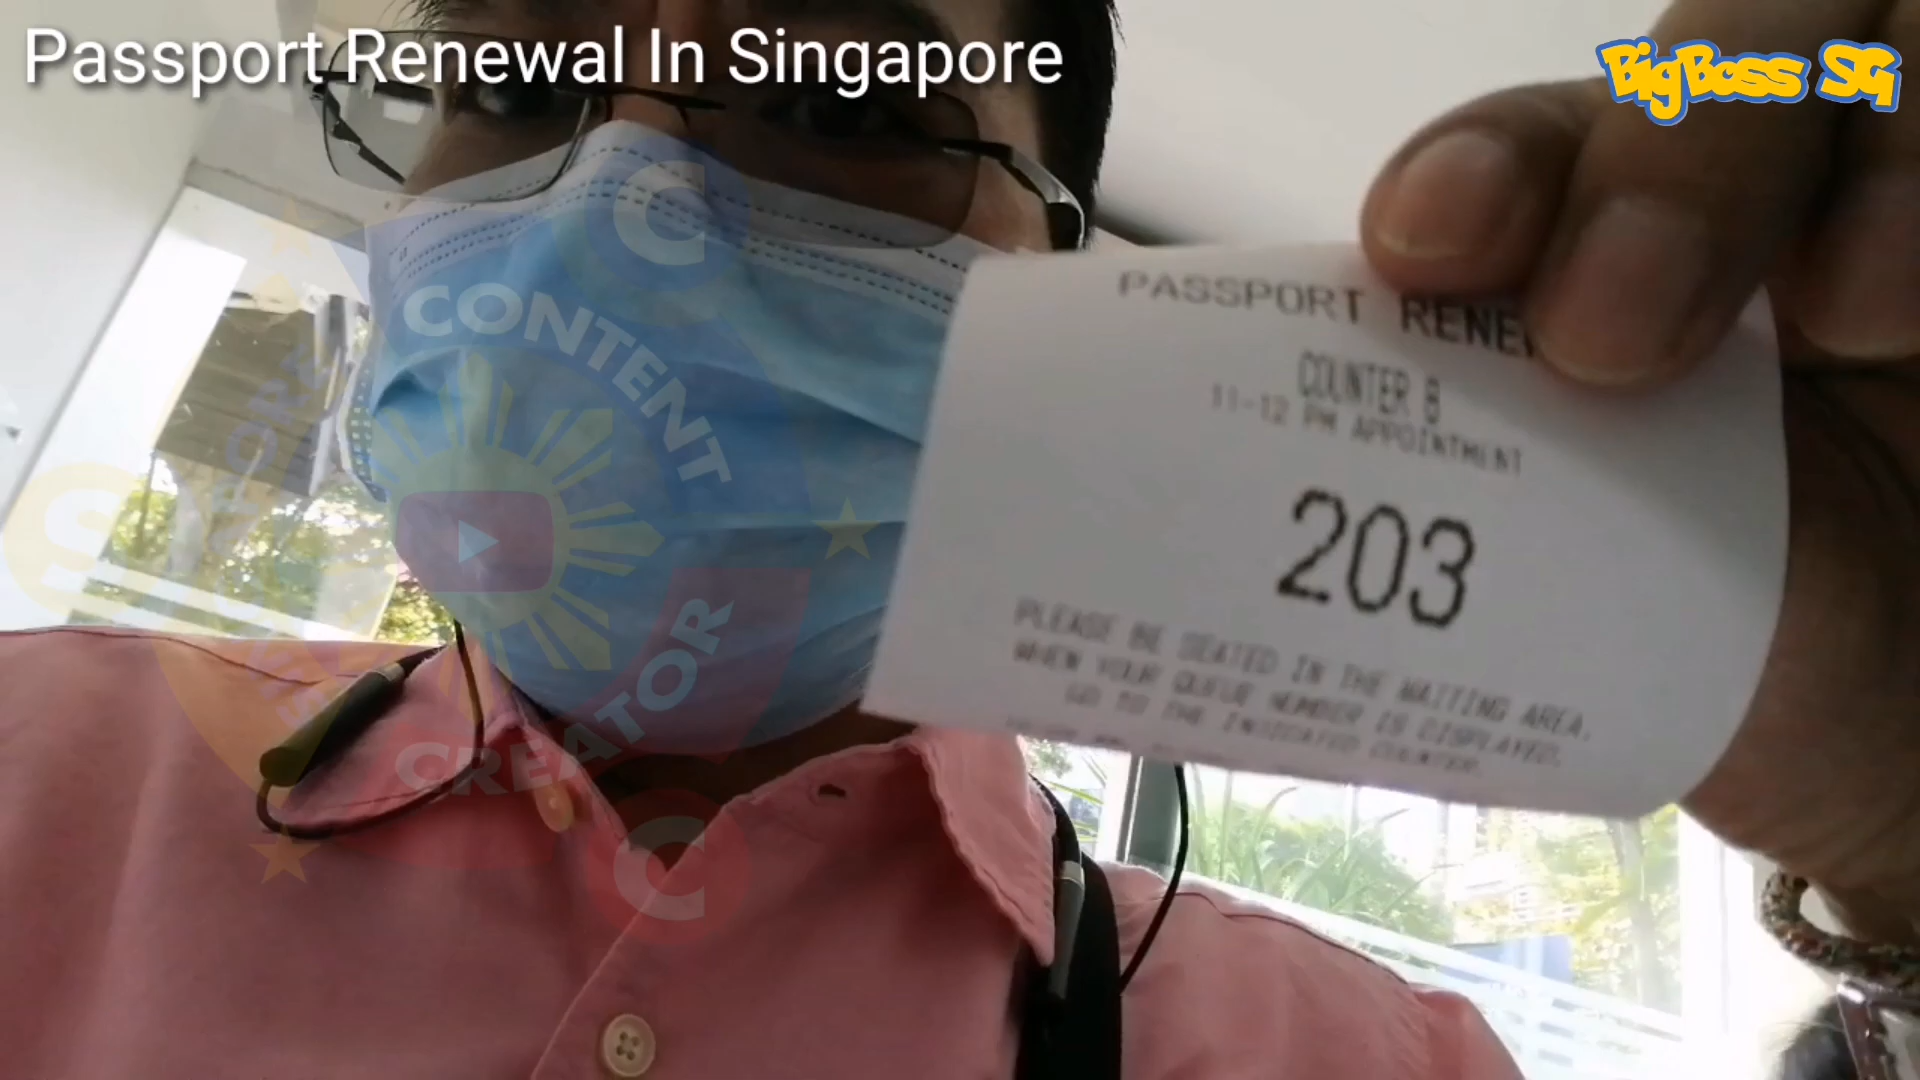 Passport Renewal In Singapore
BigBoss SG
PASSPORT RENE
COUNTER B
11-12 PM APPOINTMENT
203
PLEASE BE SEATED IN THE WAITING AREA.
WHEN YOUR QUEUE NUMBER IS DISPLAYED,
GO TO THE INDICATED COUNTER.
C
CONTENT
S
CREATOR
C